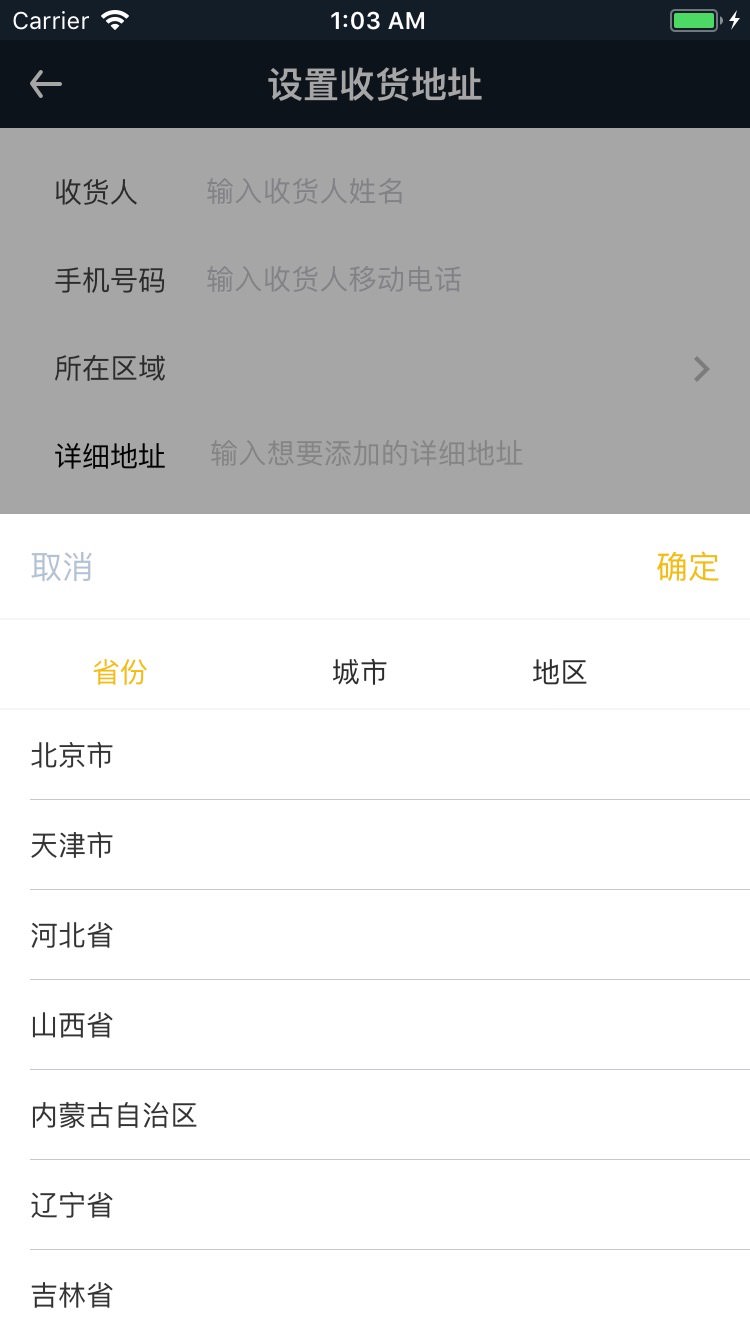 Carrier 1:03 AM
设置收货地址
收货人 输入收货人姓名
手机号码 输入收货人移动电话
所在区域
详细地址 输入想要添加的详细地址
取消 确定
省份 城市 地区
北京市
天津市
河北省
山西省
内蒙古自治区
辽宁省
吉林省